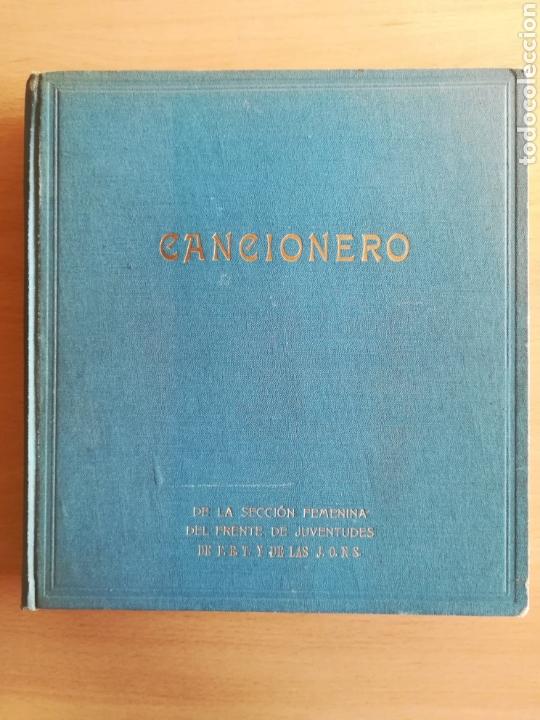 CANCIONERO
DE LA SECCIÓN FEMENINA
DEL FRENTE DE JUVENTUDES
DE F. E. T. Y DE LAS J. O. N. S.
todocoleccion